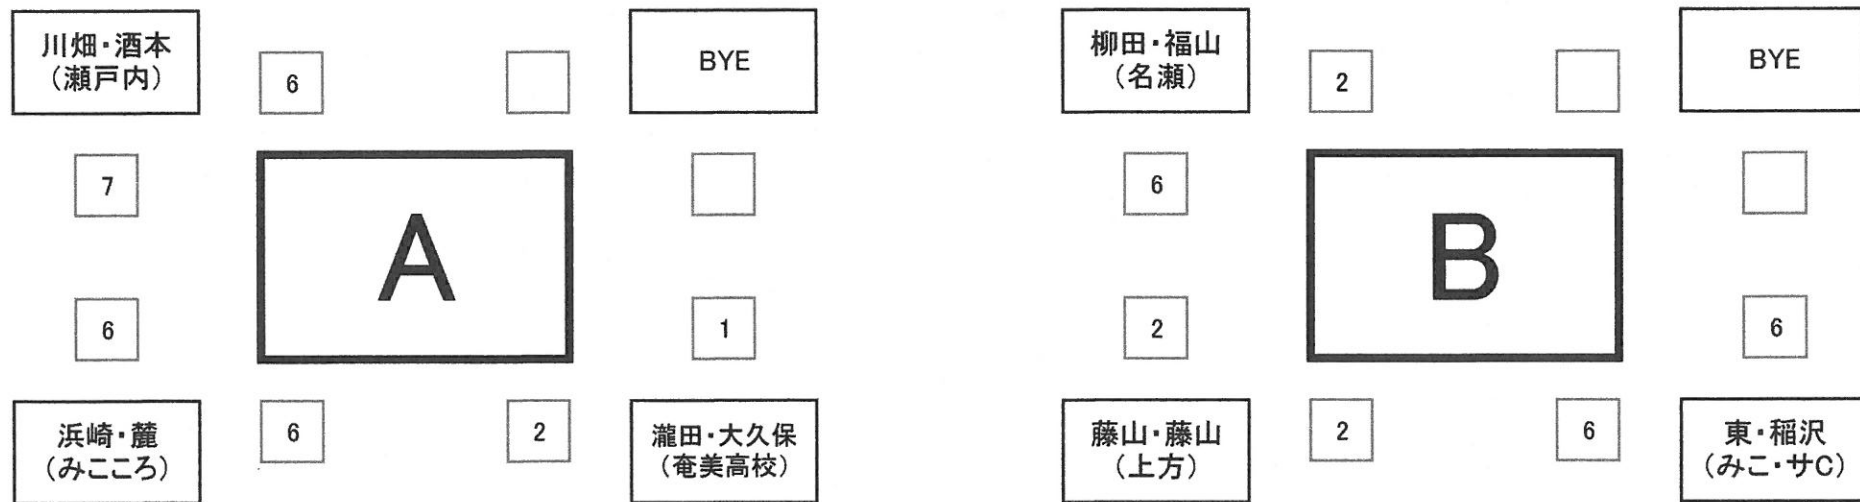 川畑・酒本
(瀬戸内)
6
BYE
7
A
6
1
浜崎・麓
(みこころ)
6
2
瀧田・大久保
(奄美高校)
柳田・福山
(名瀬)
2
BYE
6
B
2
6
藤山・藤山
(上方)
2
6
東・稲沢
(みこ・サC)